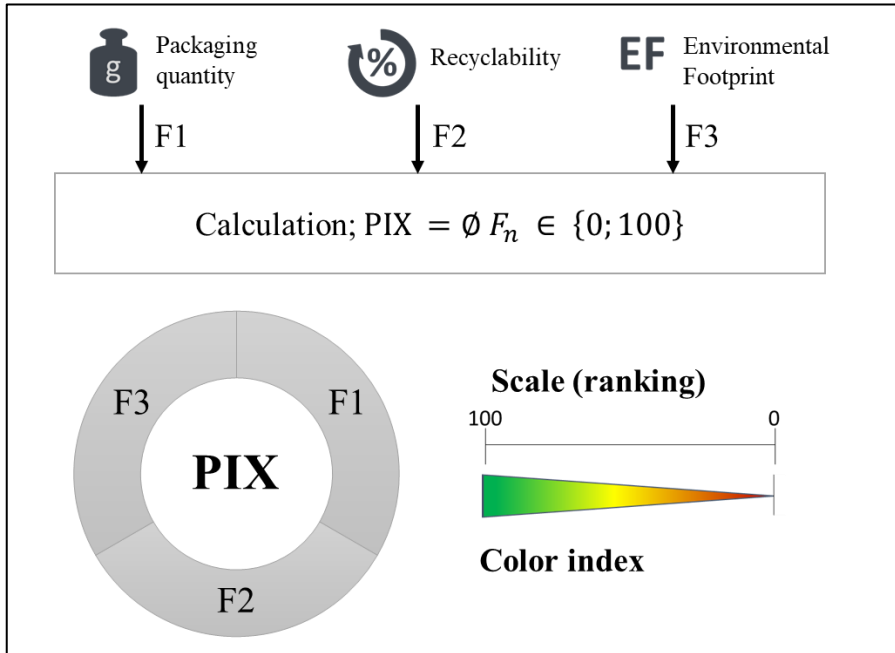 g
Packaging
quantity
%
Recyclability
EF
Environmental
Footprint
F1
F2
F3
Calculation; PIX = ∅ Fₙ ∈ {0; 100}
F3
F1
PIX
F2
Scale (ranking)
100 0
Color index